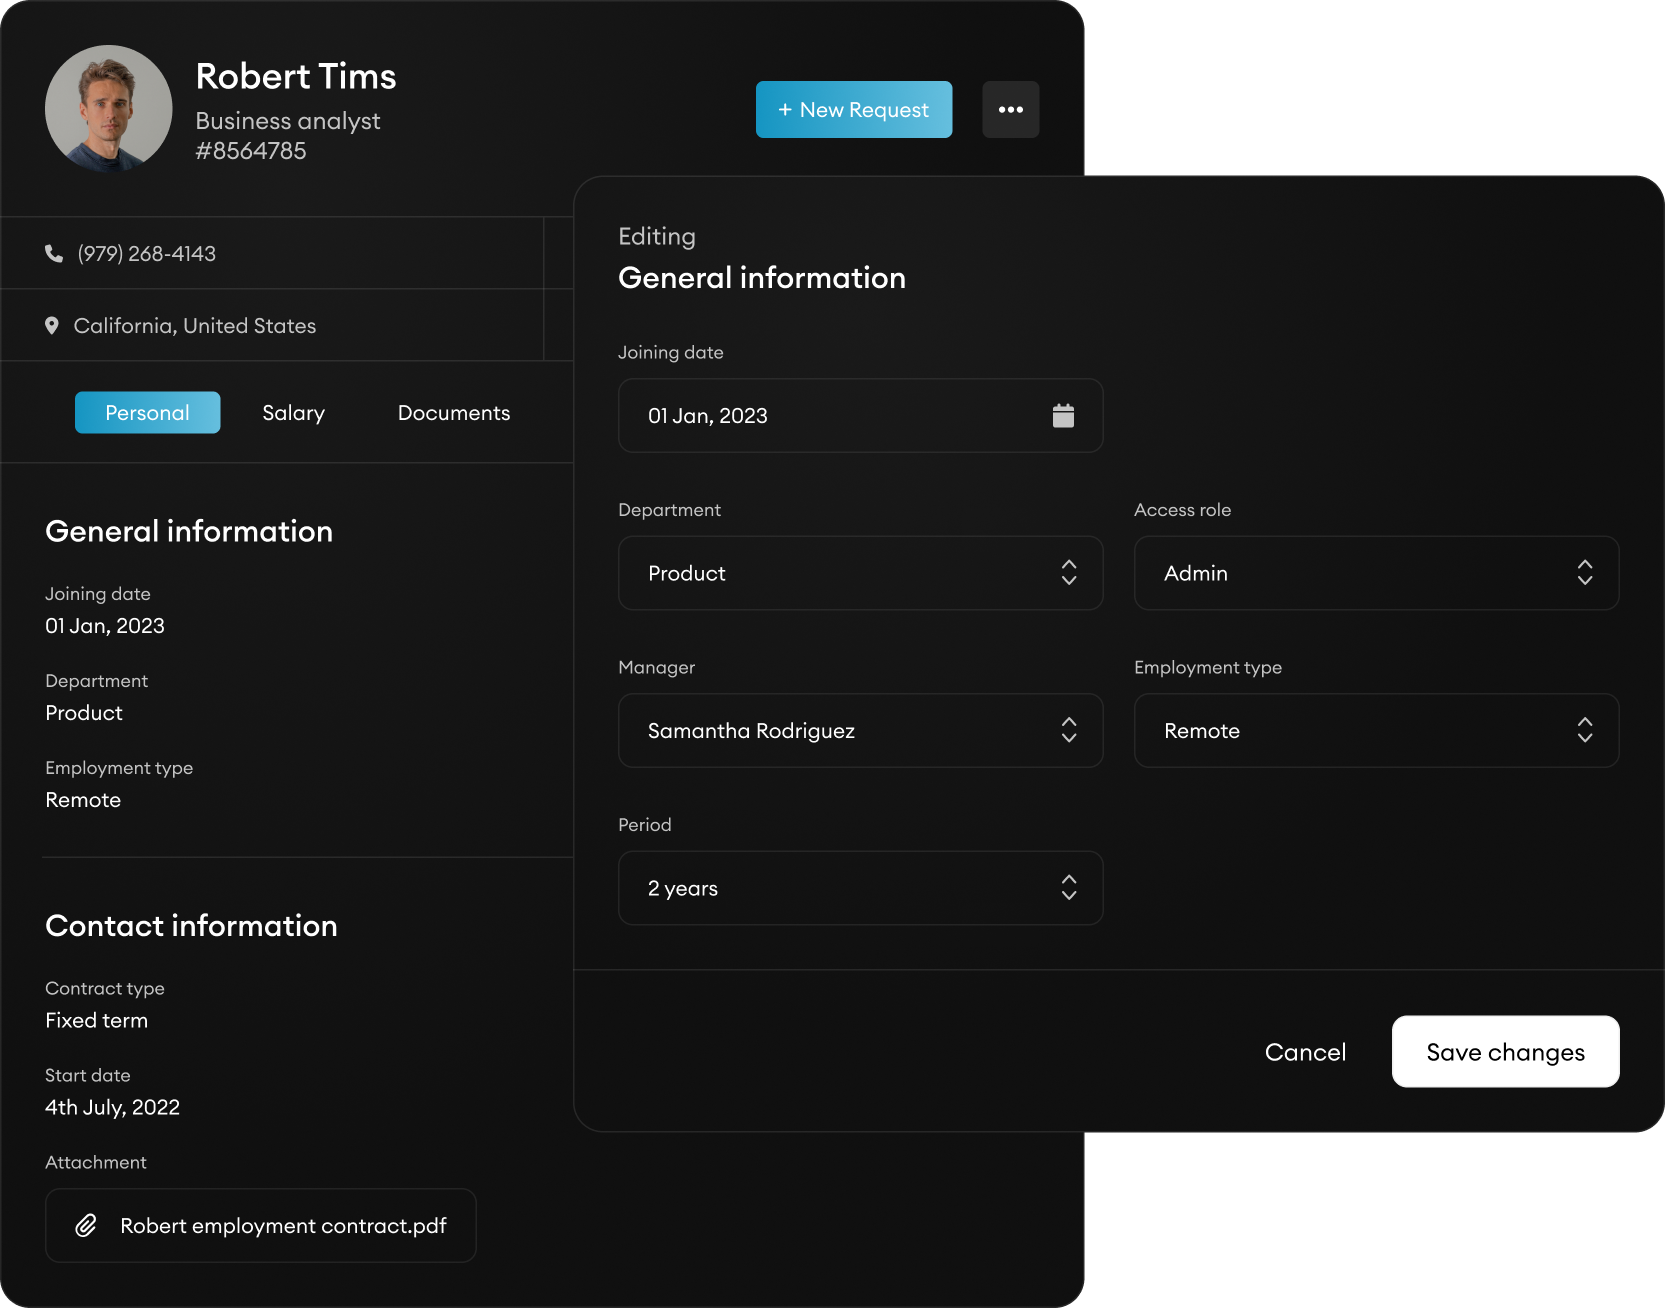 Robert Tims
Business analyst
#8564785
+ New Request
(979) 268-4143
California, United States
Personal
Salary
Documents
General information
Joining date
01 Jan, 2023
Department
Product
Employment type
Remote
Contact information
Contract type
Fixed term
Start date
4th July, 2022
Attachment
Robert employment contract.pdf
Editing
General information
Joining date
01 Jan, 2023
Department
Product
Access role
Admin
Manager
Samantha Rodriguez
Employment type
Remote
Period
2 years
Cancel
Save changes